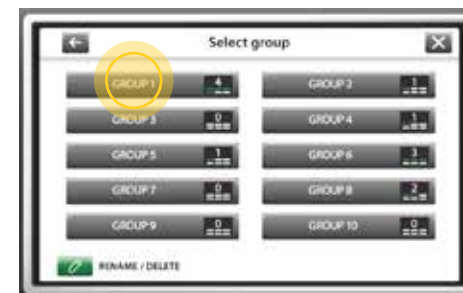 Select group
GROUP 1 4 GROUP 2 1
GROUP 3 0 GROUP 4 1
GROUP 5 1 GROUP 6 3
GROUP 7 0 GROUP 8 2
GROUP 9 0 GROUP 10 0
RENAME / DELETE